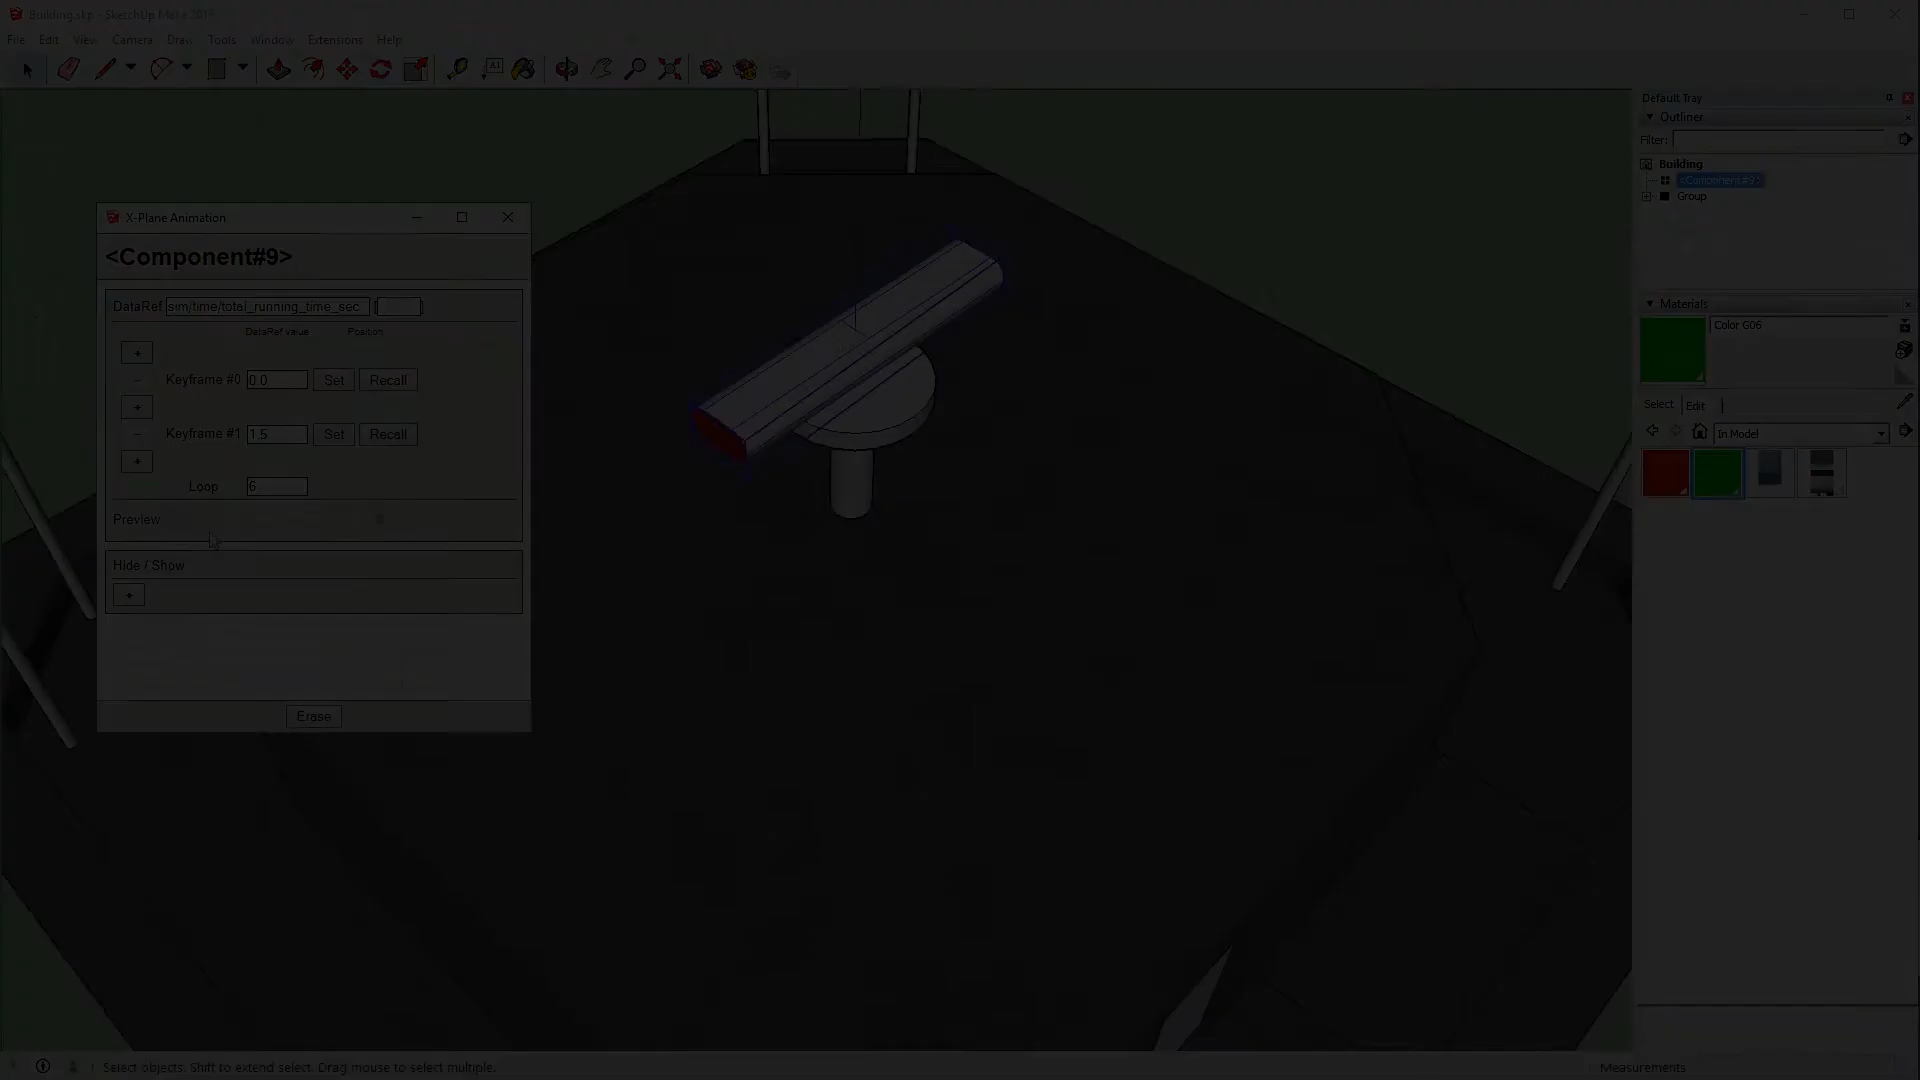 Building.skp - SketchUp Make 2015
File Edit View Camera Draw Tools Window Extensions Help
Default Tray
Outliner
Filter:
Building
<Component#9>
Group
X-Plane Animation
<Component#9>
DataRef sim/time/total_running_time_sec [ ]
DataRef value Position
+
- Keyframe #0 0.0 Set Recall
+
- Keyframe #1 1.5 Set Recall
+
Loop 6
Preview
Hide / Show
+
Erase
Materials
Color G06
Select Edit
In Model
Select objects. Shift to extend select. Drag mouse to select multiple.
Measurements